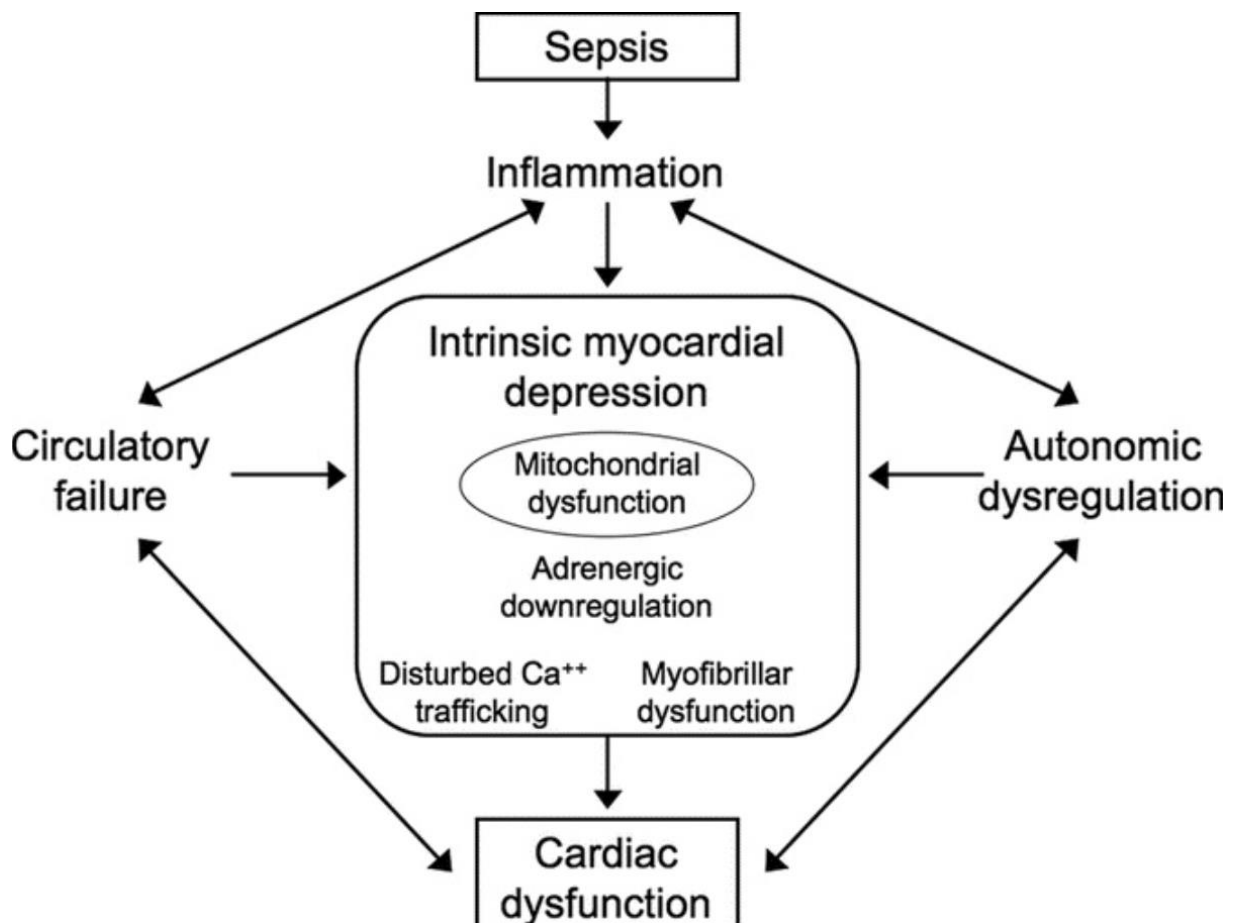 Sepsis
Inflammation
Intrinsic myocardial
depression
Circulatory
failure
Mitochondrial
dysfunction
Autonomic
dysregulation
Adrenergic
downregulation
Disturbed Ca⁺⁺
trafficking
Myofibrillar
dysfunction
Cardiac
dysfunction